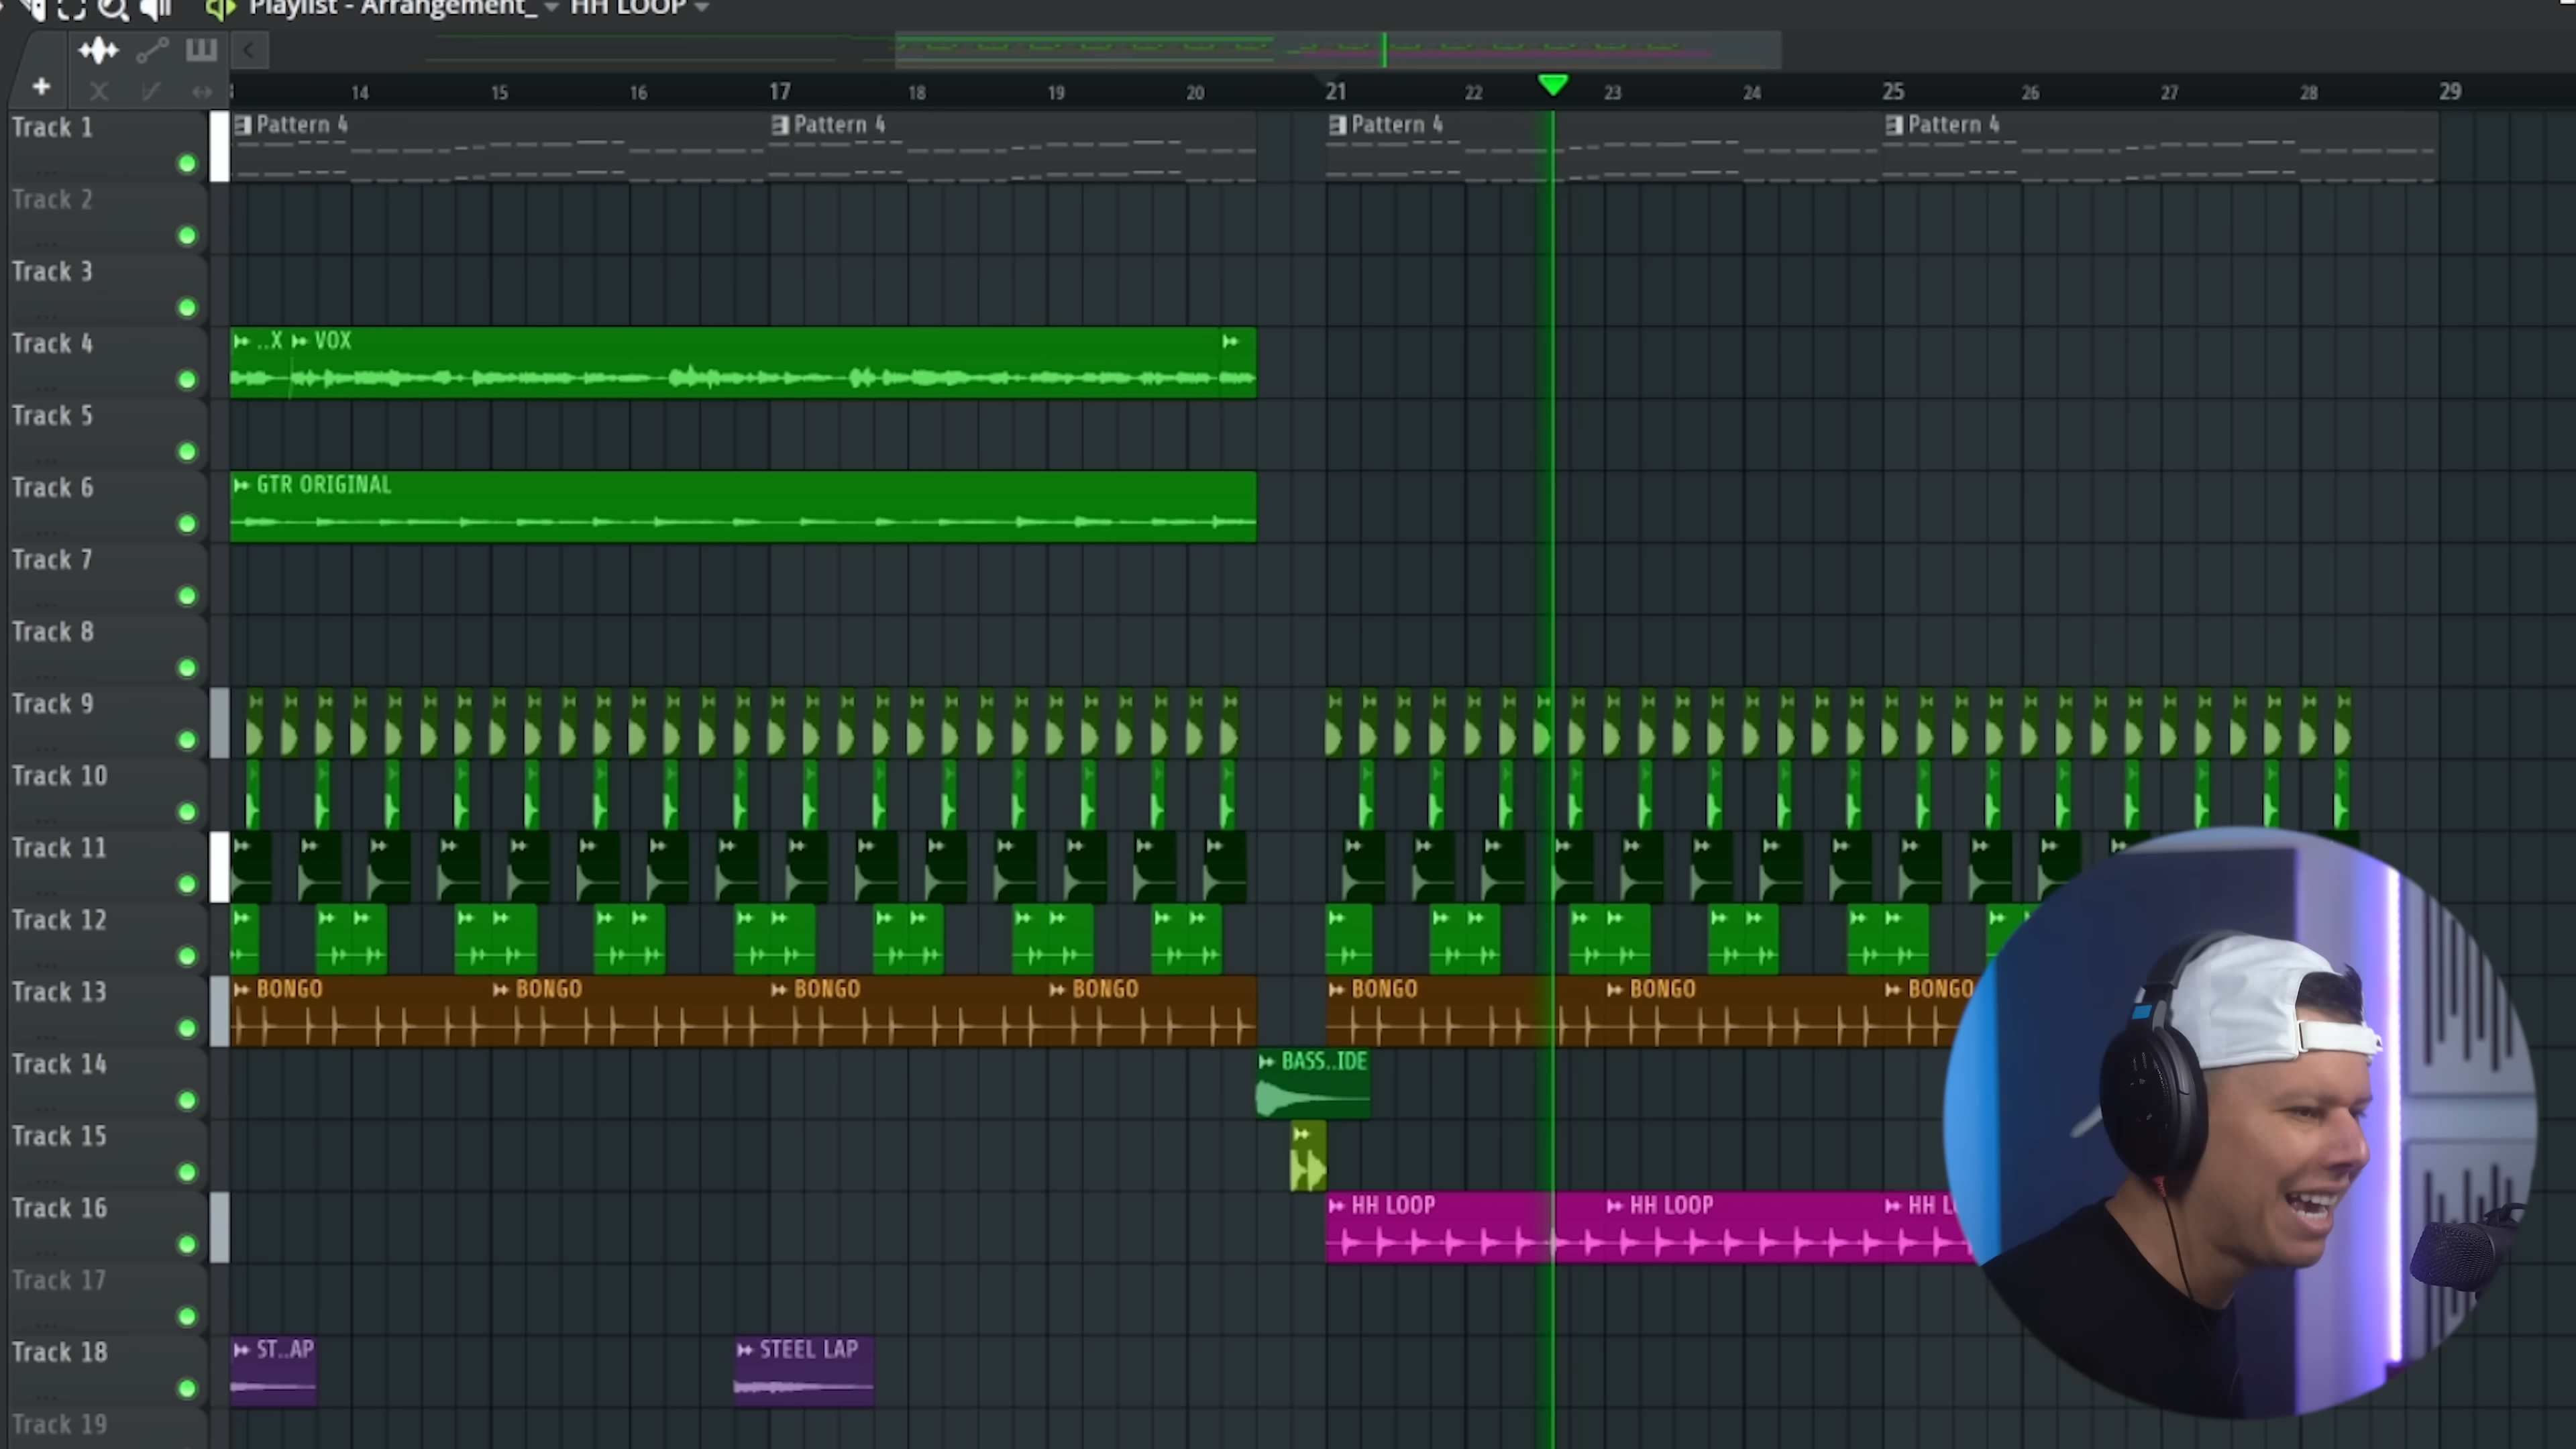 Playlist - Arrangement_ HH LOOP
14 15 16 17 18 19 20 21 22 23 24 25 26 27 28 29
Track 1 Pattern 4 Pattern 4 Pattern 4 Pattern 4
Track 2
Track 3
Track 4 ..X VOX
Track 5
Track 6 GTR ORIGINAL
Track 7
Track 8
Track 9
Track 10
Track 11
Track 12
Track 13 BONGO BONGO BONGO BONGO BONGO BONGO BONGO
Track 14 BASS..IDE
Track 15
Track 16 HH LOOP HH LOOP HH L
Track 17
Track 18 ST..AP STEEL LAP
Track 19